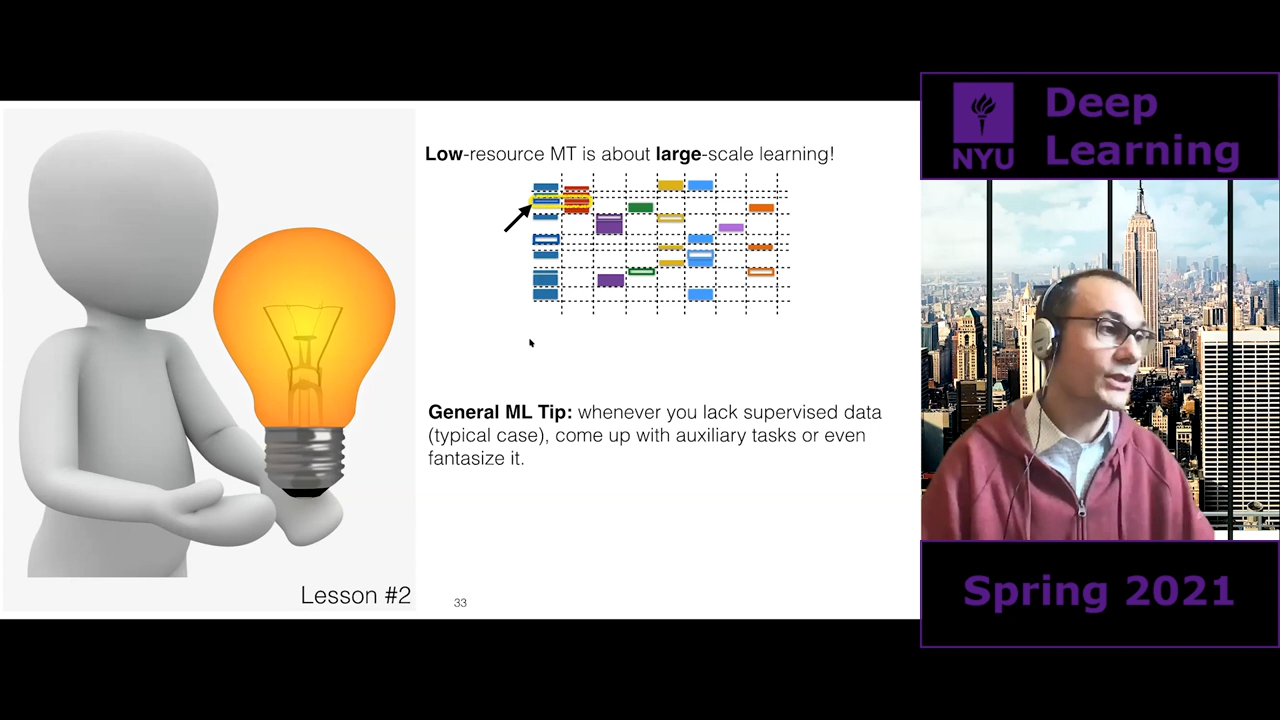 Low-resource MT is about large-scale learning!
General ML Tip: whenever you lack supervised data
(typical case), come up with auxiliary tasks or even
fantasize it.
Lesson #2
33
NYU
Deep
Learning
Spring 2021